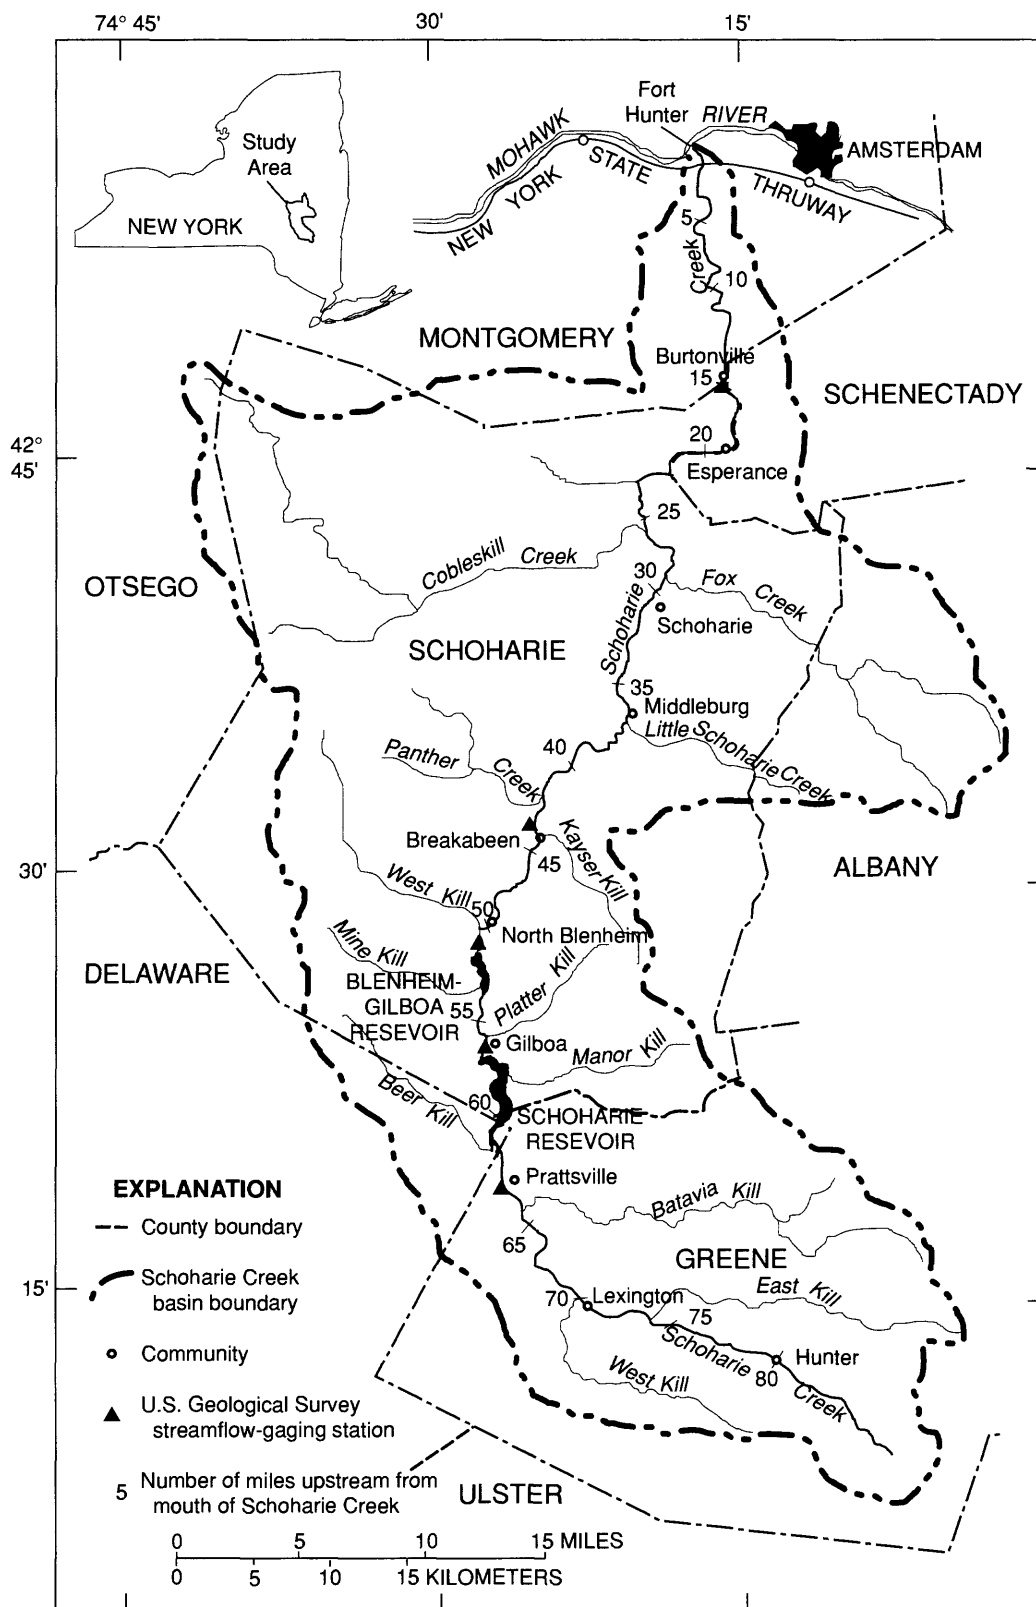 74° 45'
30'
15'
Fort
Hunter
RIVER
MOHAWK
STATE
AMSTERDAM
Study
Area
NEW YORK
NEW YORK
THRUWAY
5
Creek
10
MONTGOMERY
Burtonville
15
SCHENECTADY
42°
45'
20
Esperance
25
Cobleskill Creek
30
Fox Creek
OTSEGO
Schoharie
Schoharie
SCHOHARIE
35
Middleburg
Little Schoharie Creek
40
Panther Creek
Breakabeen
Kayser Kill
45
ALBANY
30'
West Kill
50
North Blenheim
Mine Kill
DELAWARE
BLENHEIM-
GILBOA
RESEVOIR
55
Platter Kill
Gilboa
Manor Kill
Beer Kill
60
SCHOHARIE
RESEVOIR
Prattsville
Batavia Kill
65
GREENE
15'
70
Lexington
75
East Kill
Schoharie Creek
80
Hunter
West Kill
ULSTER
EXPLANATION
County boundary
Schoharie Creek
basin boundary
Community
U.S. Geological Survey
streamflow-gaging station
5 Number of miles upstream from
mouth of Schoharie Creek
0 5 10 15 MILES
0 5 10 15 KILOMETERS